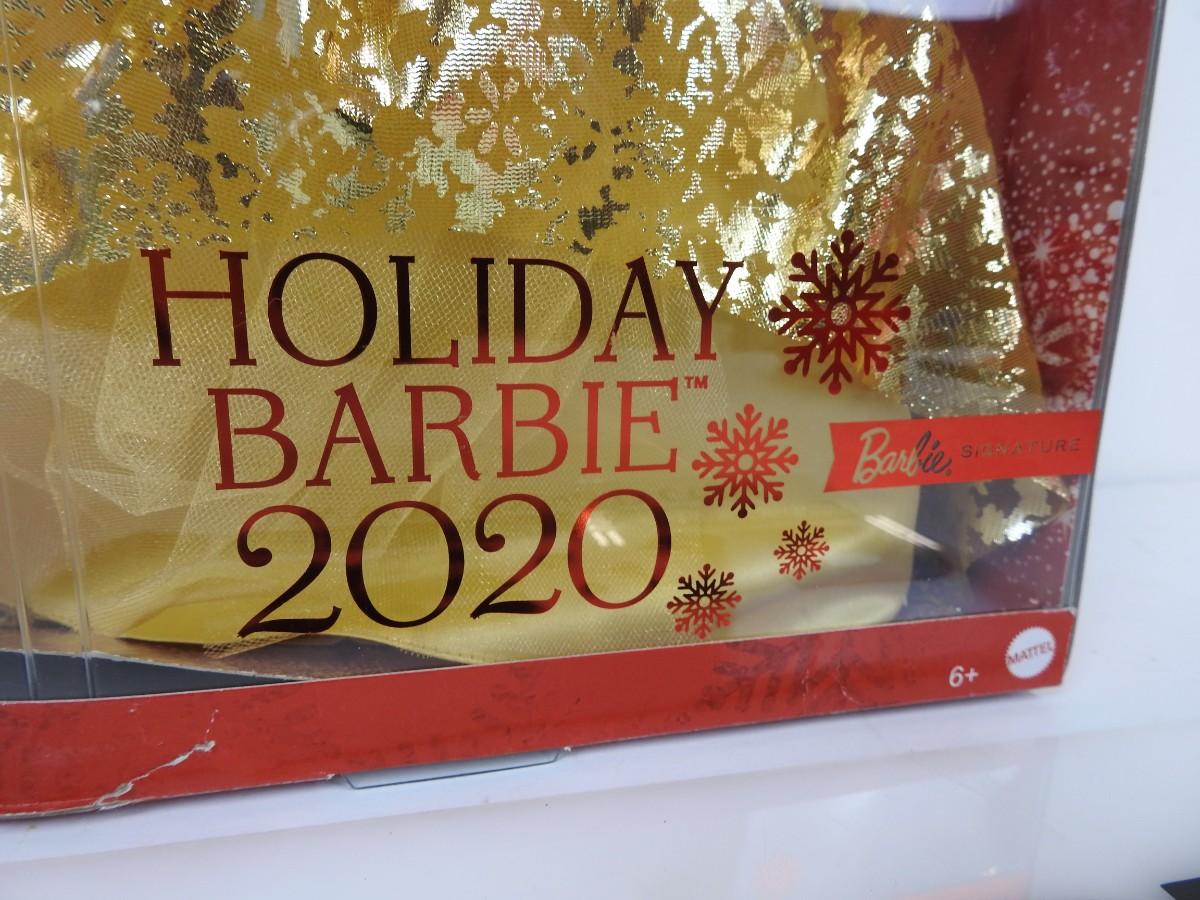 HOLIDAY
BARBIE™
2020
Barbie® SIGNATURE
6+
MATTEL